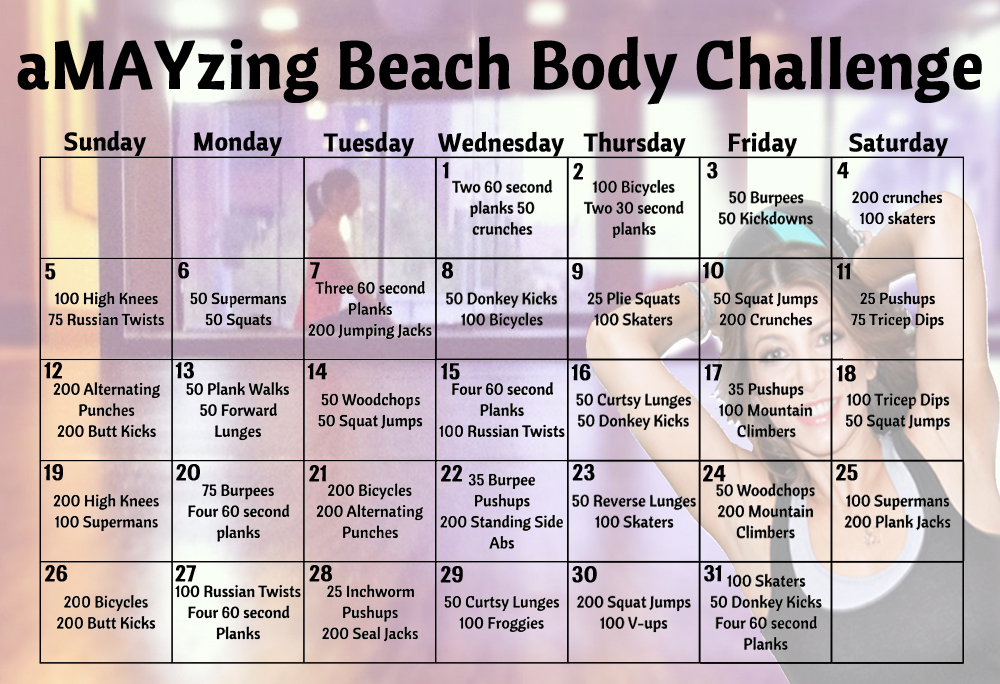 aMAYzing Beach Body Challenge
Sunday Monday Tuesday Wednesday Thursday Friday Saturday
1
Two 60 second
planks 50
crunches
2
100 Bicycles
Two 30 second
planks
3
50 Burpees
50 Kickdowns
4
200 crunches
100 skaters
5
100 High Knees
75 Russian Twists
6
50 Supermans
50 Squats
7
Three 60 second
Planks
200 Jumping Jacks
8
50 Donkey Kicks
100 Bicycles
9
25 Plie Squats
100 Skaters
10
50 Squat Jumps
200 Crunches
11
25 Pushups
75 Tricep Dips
12
200 Alternating
Punches
200 Butt Kicks
13
50 Plank Walks
50 Forward
Lunges
14
50 Woodchops
50 Squat Jumps
15
Four 60 second
Planks
100 Russian Twists
16
50 Curtsy Lunges
50 Donkey Kicks
17
35 Pushups
100 Mountain
Climbers
18
100 Tricep Dips
50 Squat Jumps
19
200 High Knees
100 Supermans
20
75 Burpees
Four 60 second
planks
21
200 Bicycles
200 Alternating
Punches
22
35 Burpee
Pushups
200 Standing Side
Abs
23
50 Reverse Lunges
100 Skaters
24
50 Woodchops
200 Mountain
Climbers
25
100 Supermans
200 Plank Jacks
26
200 Bicycles
200 Butt Kicks
27
100 Russian Twists
Four 60 second
Planks
28
25 Inchworm
Pushups
200 Seal Jacks
29
50 Curtsy Lunges
100 Froggies
30
200 Squat Jumps
100 V-ups
31
100 Skaters
50 Donkey Kicks
Four 60 second
Planks